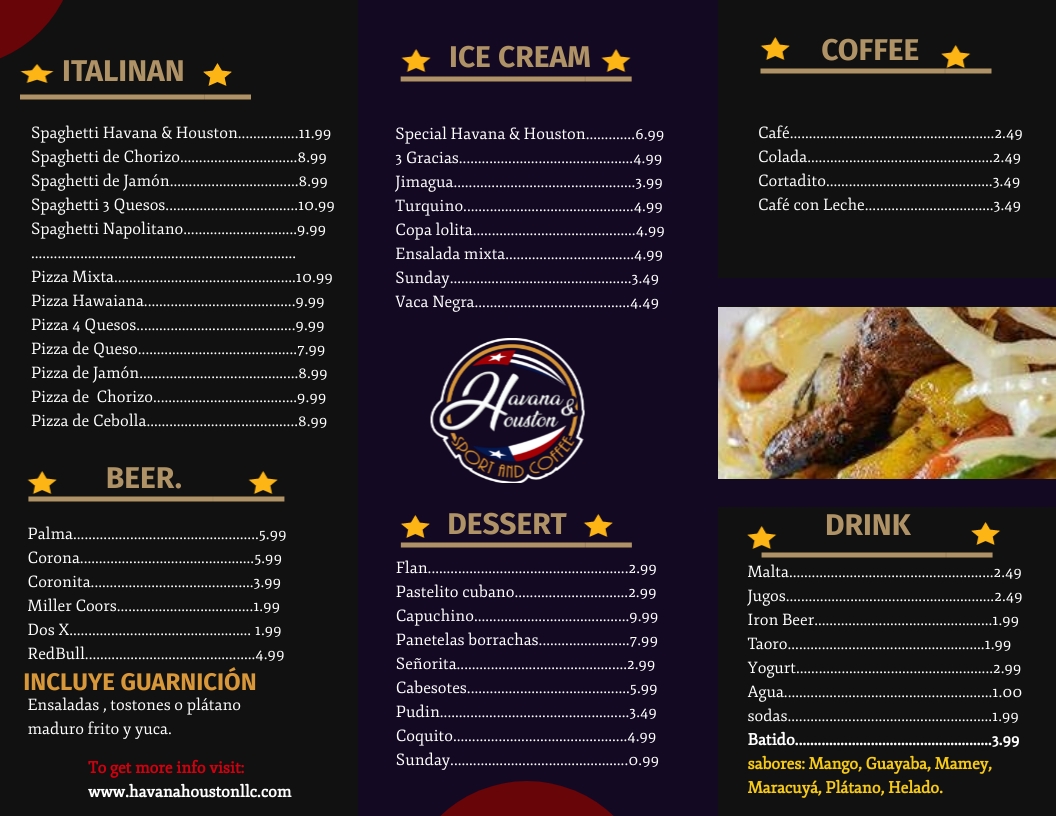 ITALINAN
Spaghetti Havana & Houston...............11.99
Spaghetti de Chorizo.............................8.99
Spaghetti de Jamón.......................................8.99
Spaghetti 3 Quesos.................................10.99
Spaghetti Napolitano............................9.99
..................................................................
Pizza Mixta.............................................10.99
Pizza Hawaiana......................................9.99
Pizza 4 Quesos........................................9.99
Pizza de Queso.......................................7.99
Pizza de Jamón........................................8.99
Pizza de  Chorizo......................................9.99
Pizza de Cebolla......................................8.99
BEER.
Palma..............................................5.99
Corona............................................5.99
Coronita........................................3.99
Miller Coors..................................1.99
Dos X............................................. 1.99
RedBull..........................................4.99
INCLUYE GUARNICIÓN
Ensaladas , tostones o plátano
maduro frito y yuca.
To get more info visit:
www.havanahoustonllc.com
ICE CREAM
Special Havana & Houston............6.99
3 Gracias...........................................4.99
Jimagua.............................................3.99
Turquino...........................................4.99
Copa lolita.........................................4.99
Ensalada mixta................................4.99
Sunday.............................................3.49
Vaca Negra.......................................4.49
Havana &
Houston
SPORT AND COFFEE
DESSERT
Flan..................................................2.99
Pastelito cubano............................2.99
Capuchino......................................9.99
Panetelas borrachas......................7.99
Señorita..........................................2.99
Cabesotes........................................5.99
Pudin...............................................3.49
Coquito...........................................4.99
Sunday............................................0.99
COFFEE
Café...................................................2.49
Colada..............................................2.49
Cortadito.........................................3.49
Café con Leche................................3.49
DRINK
Malta...................................................2.49
Jugos...................................................2.49
Iron Beer............................................1.99
Taoro.................................................1.99
Yogurt................................................2.99
Agua...................................................1.00
sodas...................................................1.99
Batido.................................................3.99
sabores: Mango, Guayaba, Mamey,
Maracuyá, Plátano, Helado.